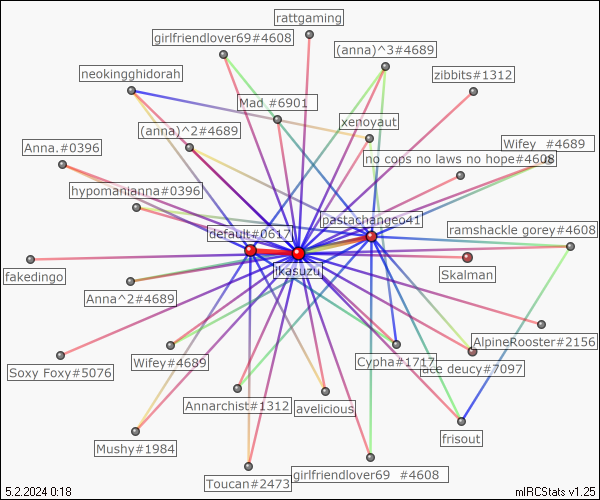 rattgaming
girlfriendlover69#4608
(anna)^3#4689
neokingghidorah
zibbits#1312
Mad #6901
xenoyaut
(anna)^2#4689
Wifey #4689
Anna.#0396
no cops no laws no hope#4608
hypomanianna#0396
pastachangeo41
default#0617
ramshackle gorey#4608
fakedingo
ikasuzu
Skalman
Anna^2#4689
AlpineRooster#2156
Wifey#4689
Cypha#1717
Soxy Foxy#5076
ace deucy#7097
Annarchist#1312
avelicious
frisout
Mushy#1984
girlfriendlover69 #4608
Toucan#2473
5.2.2024 0:18
mIRCStats v1.25